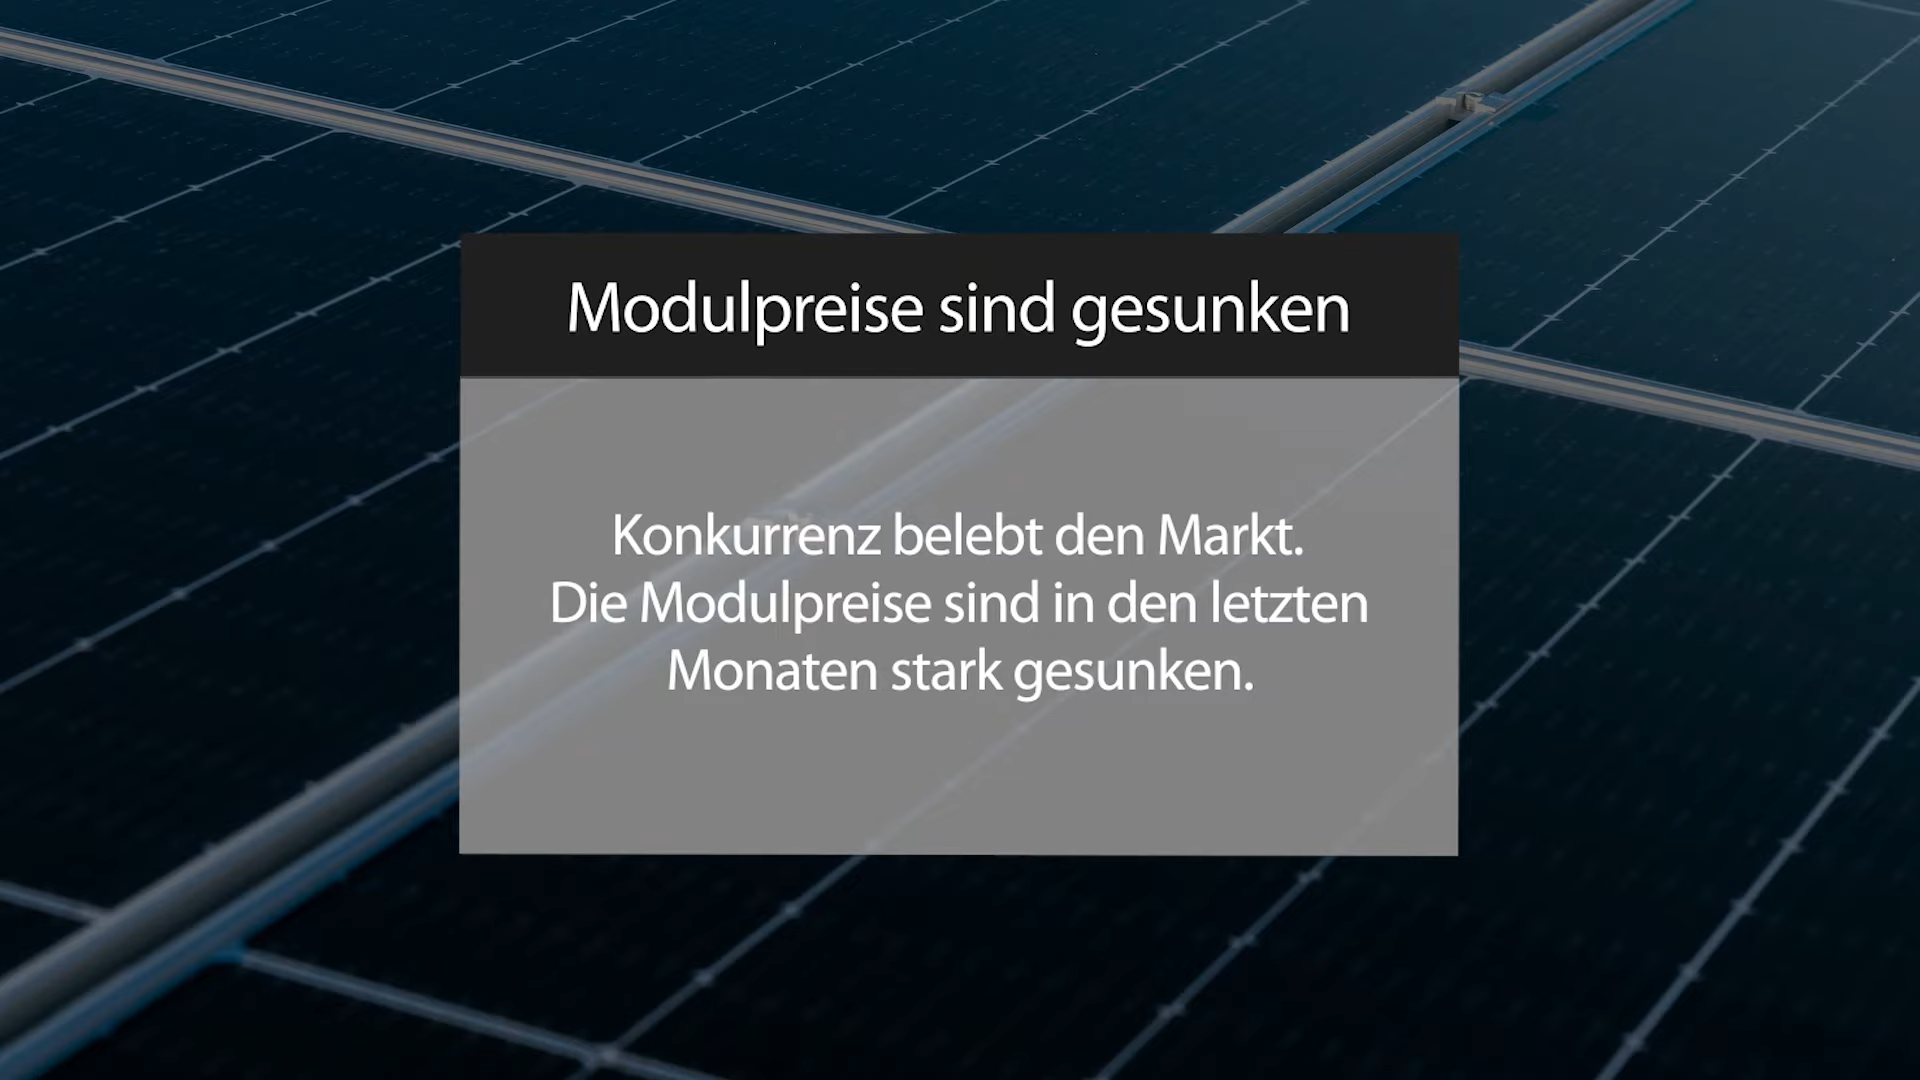 Modulpreise sind gesunken
Konkurrenz belebt den Markt.
Die Modulpreise sind in den letzten
Monaten stark gesunken.